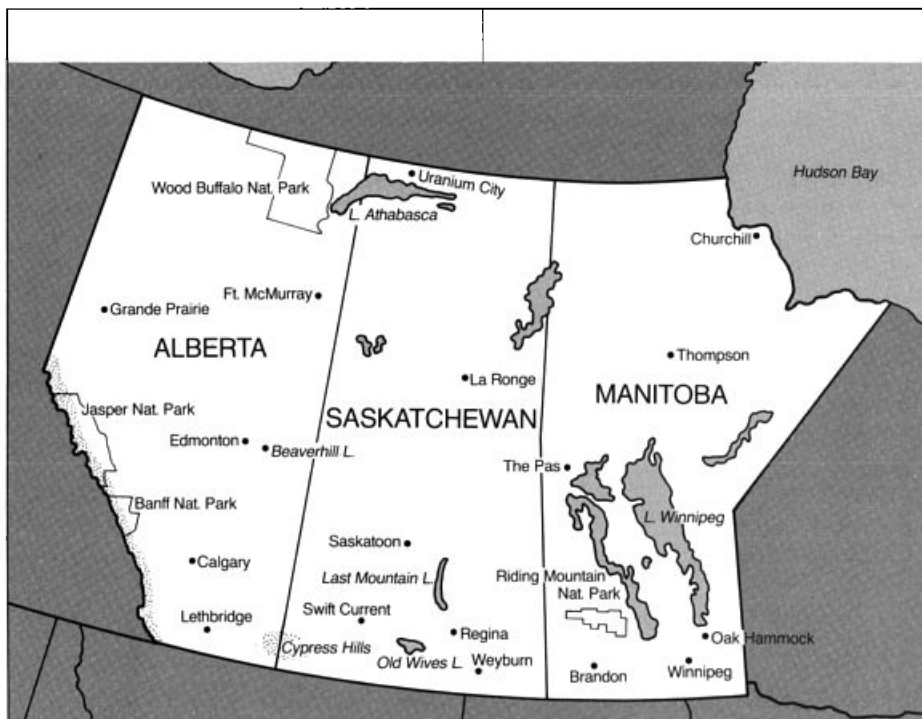 Hudson Bay
Wood Buffalo Nat. Park
Uranium City
L. Athabasca
Churchill
Ft. McMurray
Grande Prairie
ALBERTA
Thompson
La Ronge
MANITOBA
Jasper Nat. Park
SASKATCHEWAN
Edmonton
Beaverhill L.
The Pas
Banff Nat. Park
L. Winnipeg
Saskatoon
Calgary
Last Mountain L.
Riding Mountain
Nat. Park
Swift Current
Lethbridge
Regina
Oak Hammock
Cypress Hills
Old Wives L.
Weyburn
Brandon
Winnipeg